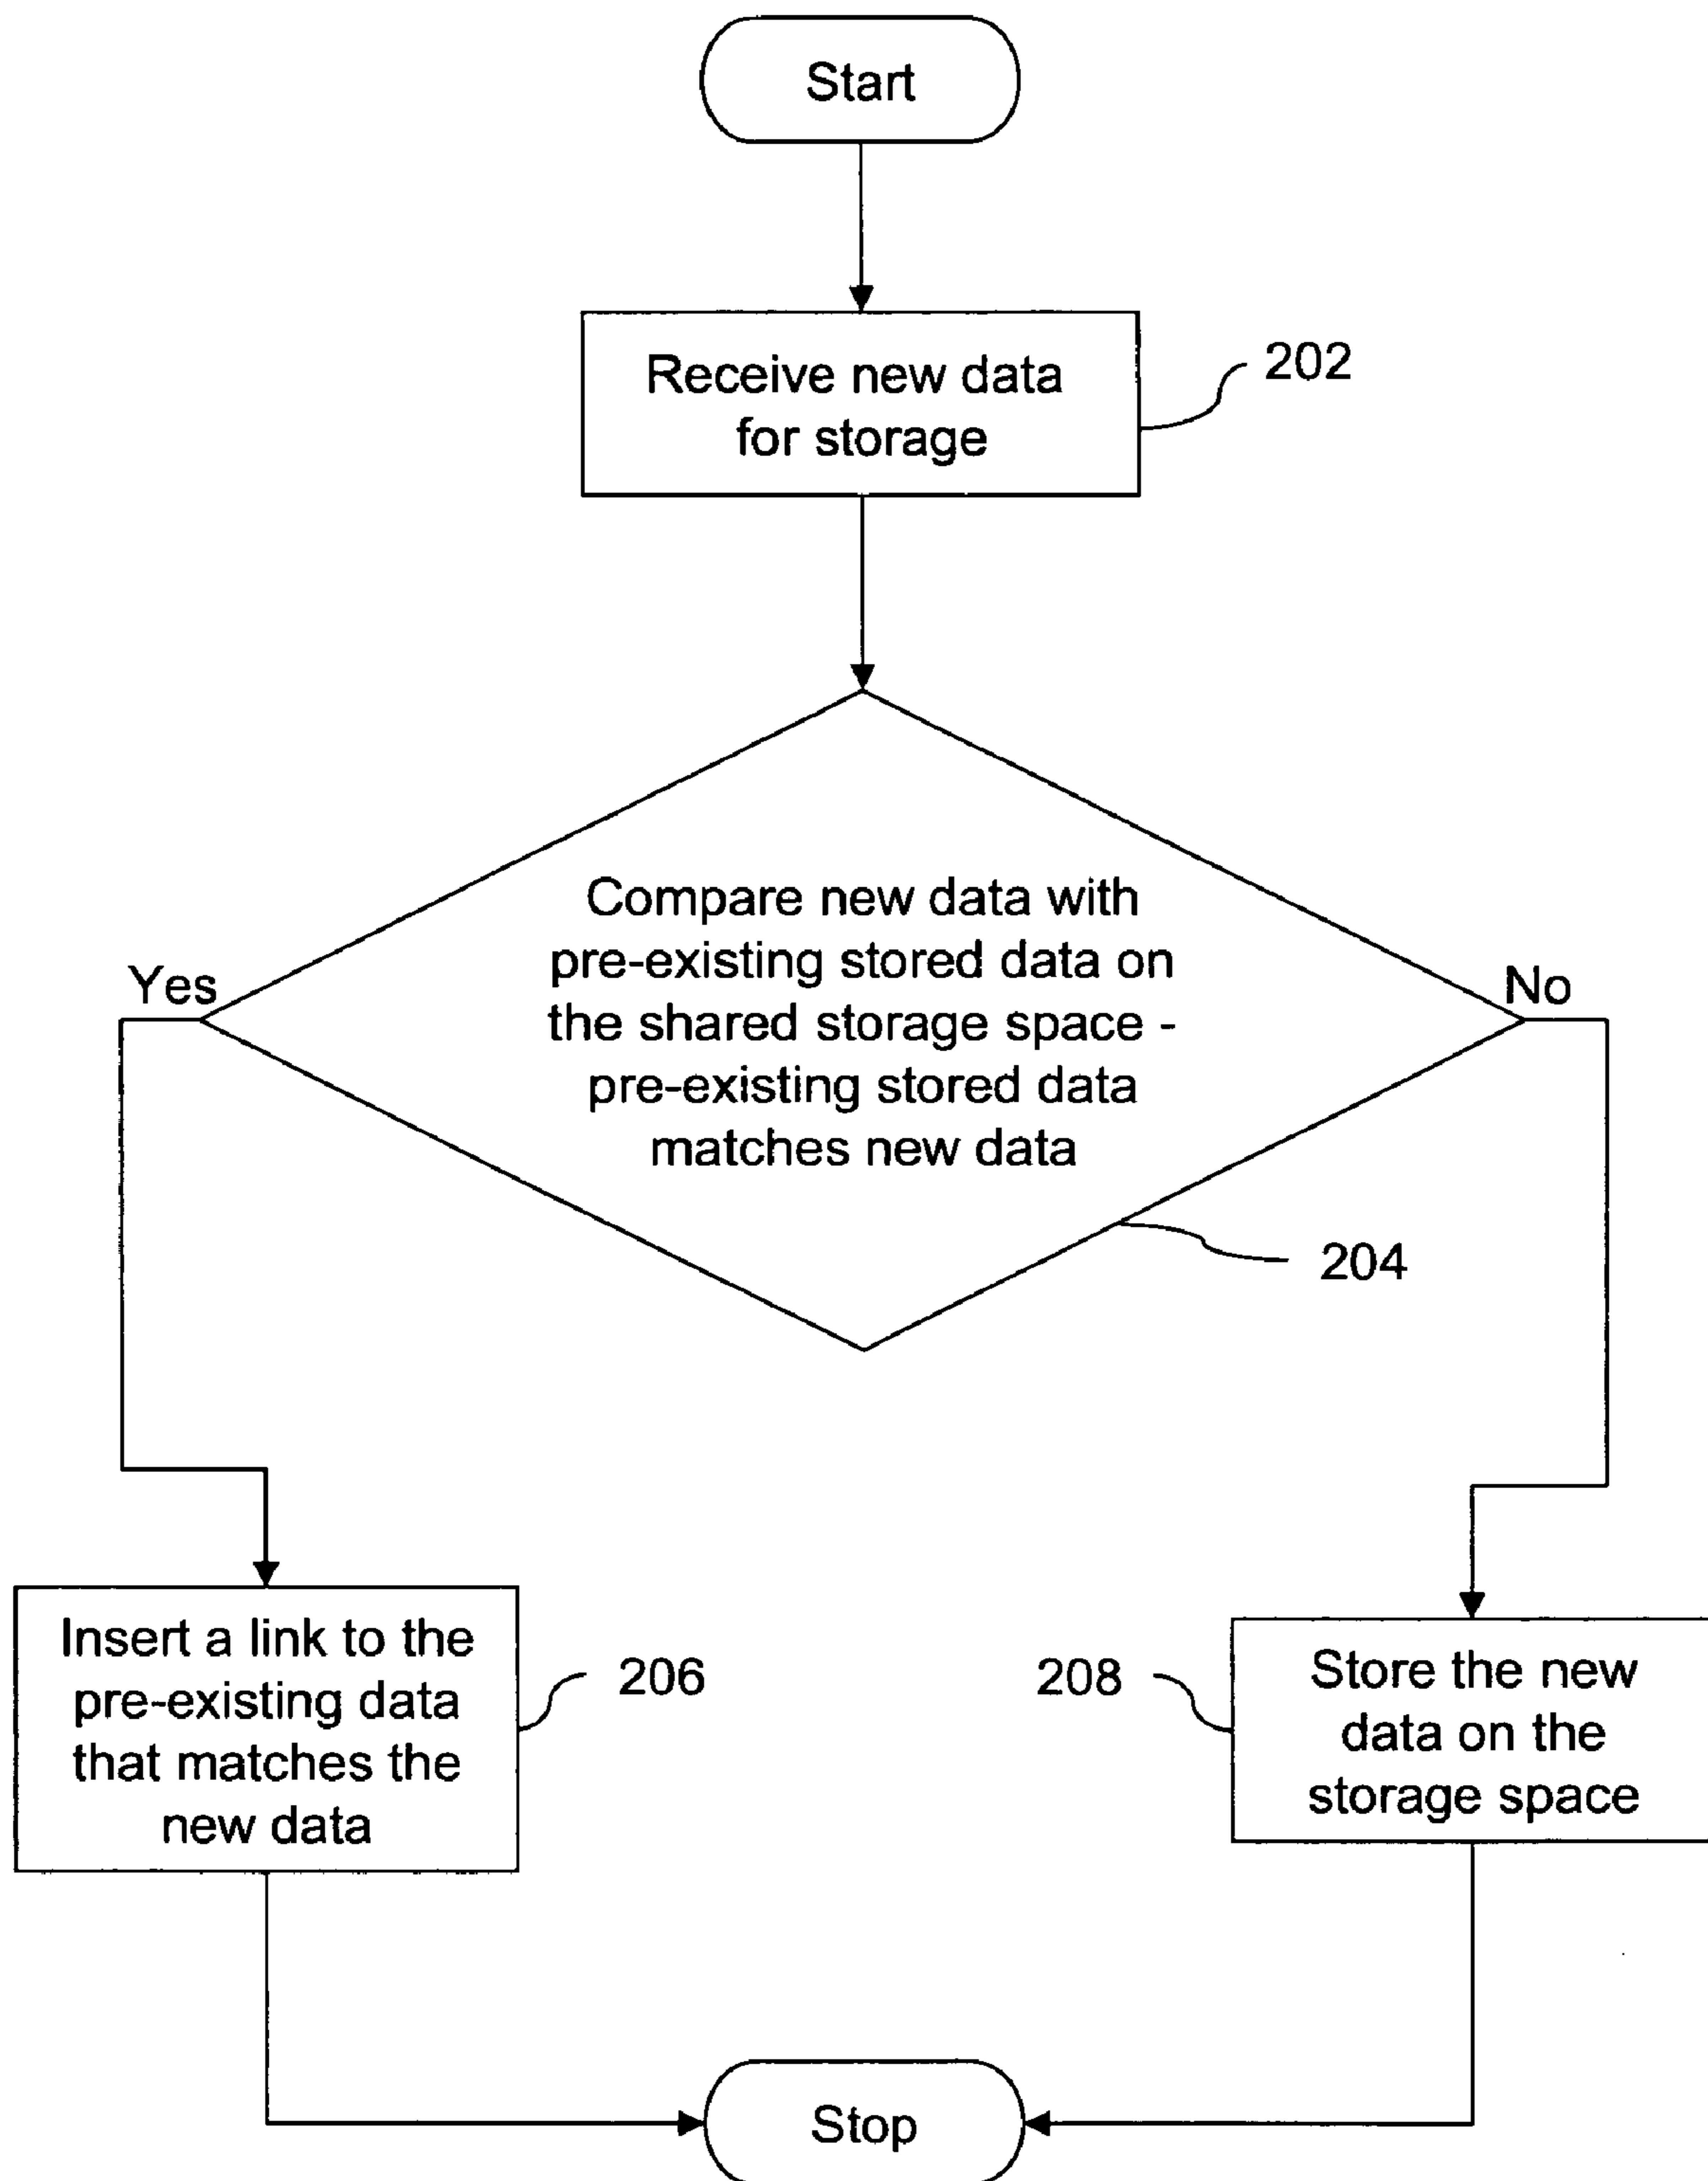 Start
Receive new data
for storage
202
Compare new data with
pre-existing stored data on
the shared storage space -
pre-existing stored data
matches new data
Yes
No
204
Insert a link to the
pre-existing data
that matches the
new data
206
208
Store the new
data on the
storage space
Stop